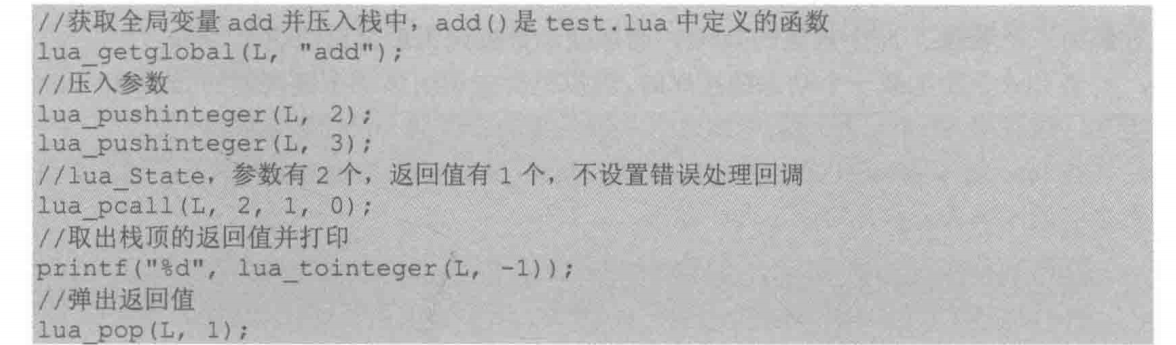 //获取全局变量 add 并压入栈中，add()是 test.lua 中定义的函数
lua_getglobal(L, "add");
//压入参数
lua_pushinteger(L, 2);
lua_pushinteger(L, 3);
//lua_State，参数有 2 个，返回值有 1 个，不设置错误处理回调
lua_pcall(L, 2, 1, 0);
//取出栈顶的返回值并打印
printf("%d", lua_tointeger(L, -1));
//弹出返回值
lua_pop(L, 1);